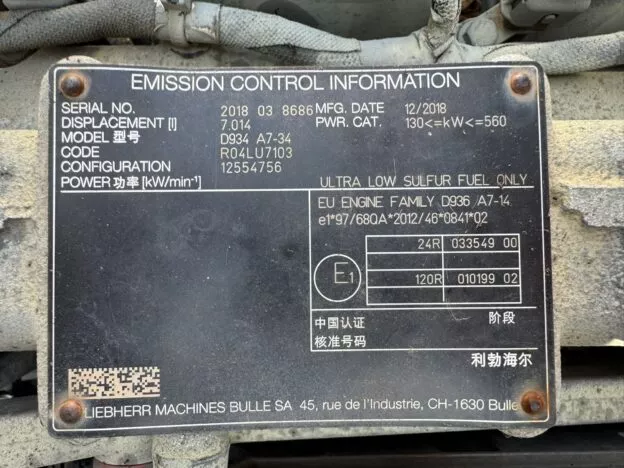 EMISSION CONTROL INFORMATION
SERIAL NO. 2018 03 8686 MFG. DATE 12/2018
DISPLACEMENT [l] 7.014 PWR. CAT. 130<=kW<=560
MODEL 型号 D934 A7-34
CODE R04LU7103
CONFIGURATION 12554756
POWER 功率 [kW/min⁻¹] ULTRA LOW SULFUR FUEL ONLY
EU ENGINE FAMILY D936 A7-14
e1*97/68QA*2012/46*0841*02
24R 033549 00
E1
120R 010199 02
中国认证 阶段
核准号码
利勃海尔
LIEBHERR MACHINES BULLE SA 45, rue de l'Industrie, CH-1630 Bulle